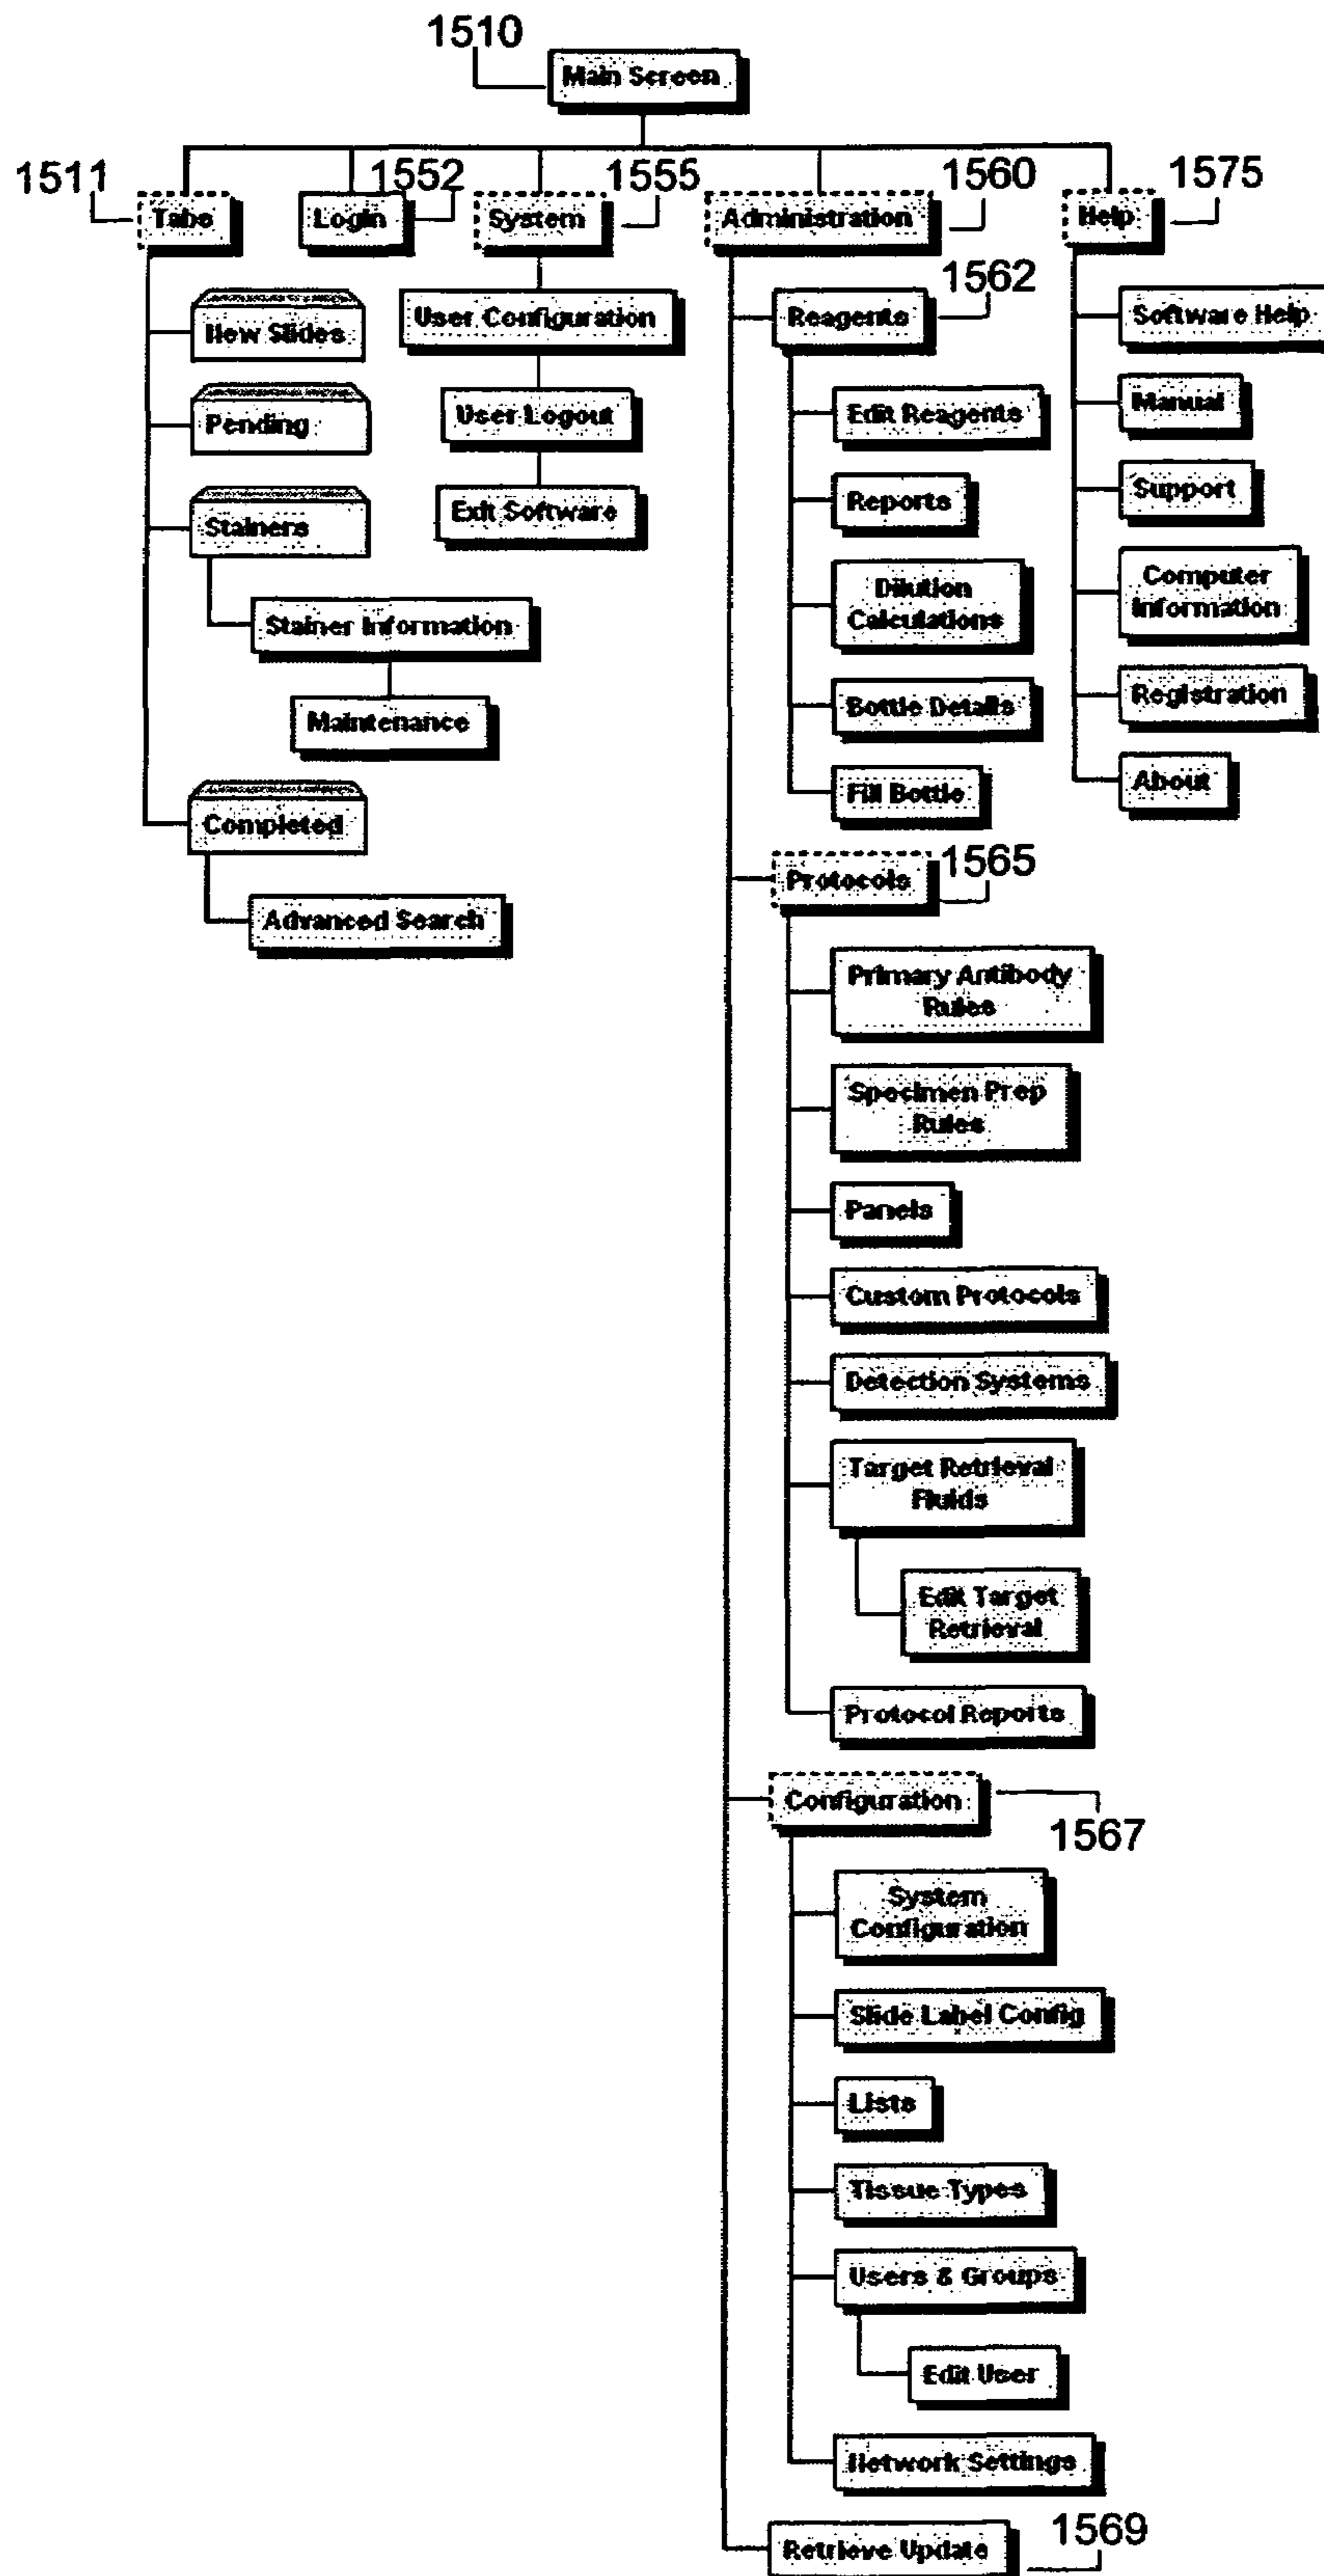 1510
Main Screen
1511
1552
1555
1560
1575
Tabs
Login
System
Administration
Help
New Slides
Pending
Stainers
Stainer Information
Maintenance
Completed
Advanced Search
User Configuration
User Logout
Exit Software
1562
Reagents
Edit Reagents
Reports
Dilution
Calculations
Bottle Details
Fill Bottle
1565
Protocols
Primary Antibody
Rules
Specimen Prep
Rules
Panels
Custom Protocols
Detection Systems
Target Retrieval
Fluids
Edit Target
Retrieval
Protocol Reports
Configuration
1567
System
Configuration
Slide Label Config
Lists
Tissue Types
Users & Groups
Edit User
Network Settings
Retrieve Update
1569
Software Help
Manual
Support
Computer
Information
Registration
About